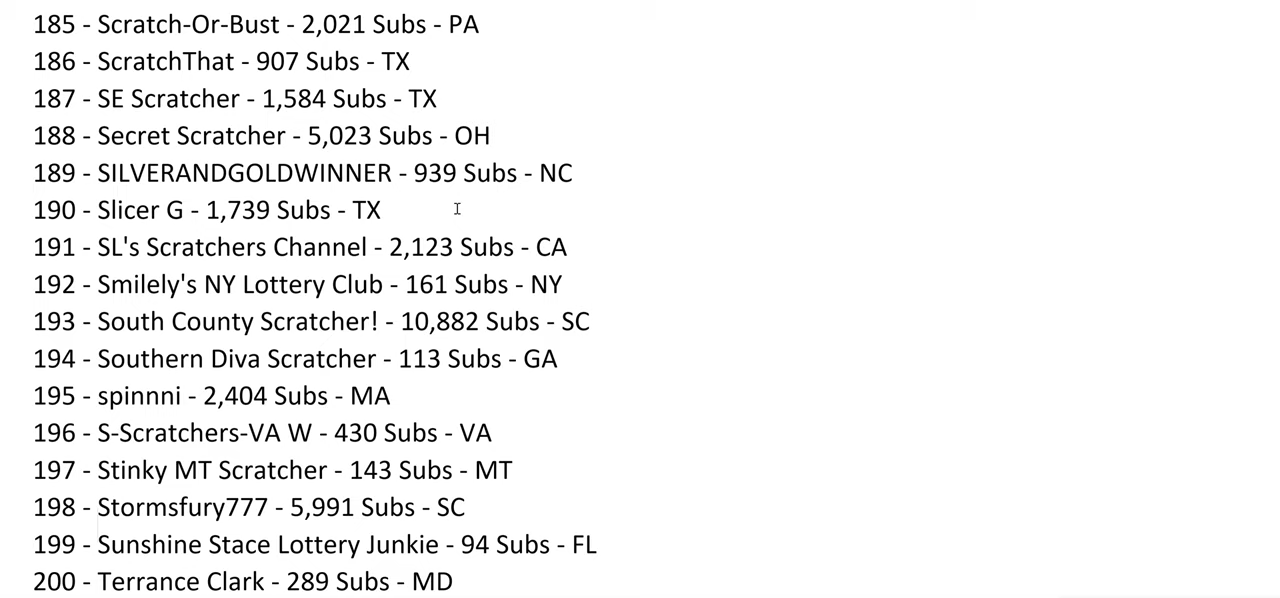 185 - Scratch-Or-Bust - 2,021 Subs - PA
186 - ScratchThat - 907 Subs - TX
187 - SE Scratcher - 1,584 Subs - TX
188 - Secret Scratcher - 5,023 Subs - OH
189 - SILVERANDGOLDWINNER - 939 Subs - NC
190 - Slicer G - 1,739 Subs - TX
191 - SL's Scratchers Channel - 2,123 Subs - CA
192 - Smilely's NY Lottery Club - 161 Subs - NY
193 - South County Scratcher! - 10,882 Subs - SC
194 - Southern Diva Scratcher - 113 Subs - GA
195 - spinnni - 2,404 Subs - MA
196 - S-Scratchers-VA W - 430 Subs - VA
197 - Stinky MT Scratcher - 143 Subs - MT
198 - Stormsfury777 - 5,991 Subs - SC
199 - Sunshine Stace Lottery Junkie - 94 Subs - FL
200 - Terrance Clark - 289 Subs - MD